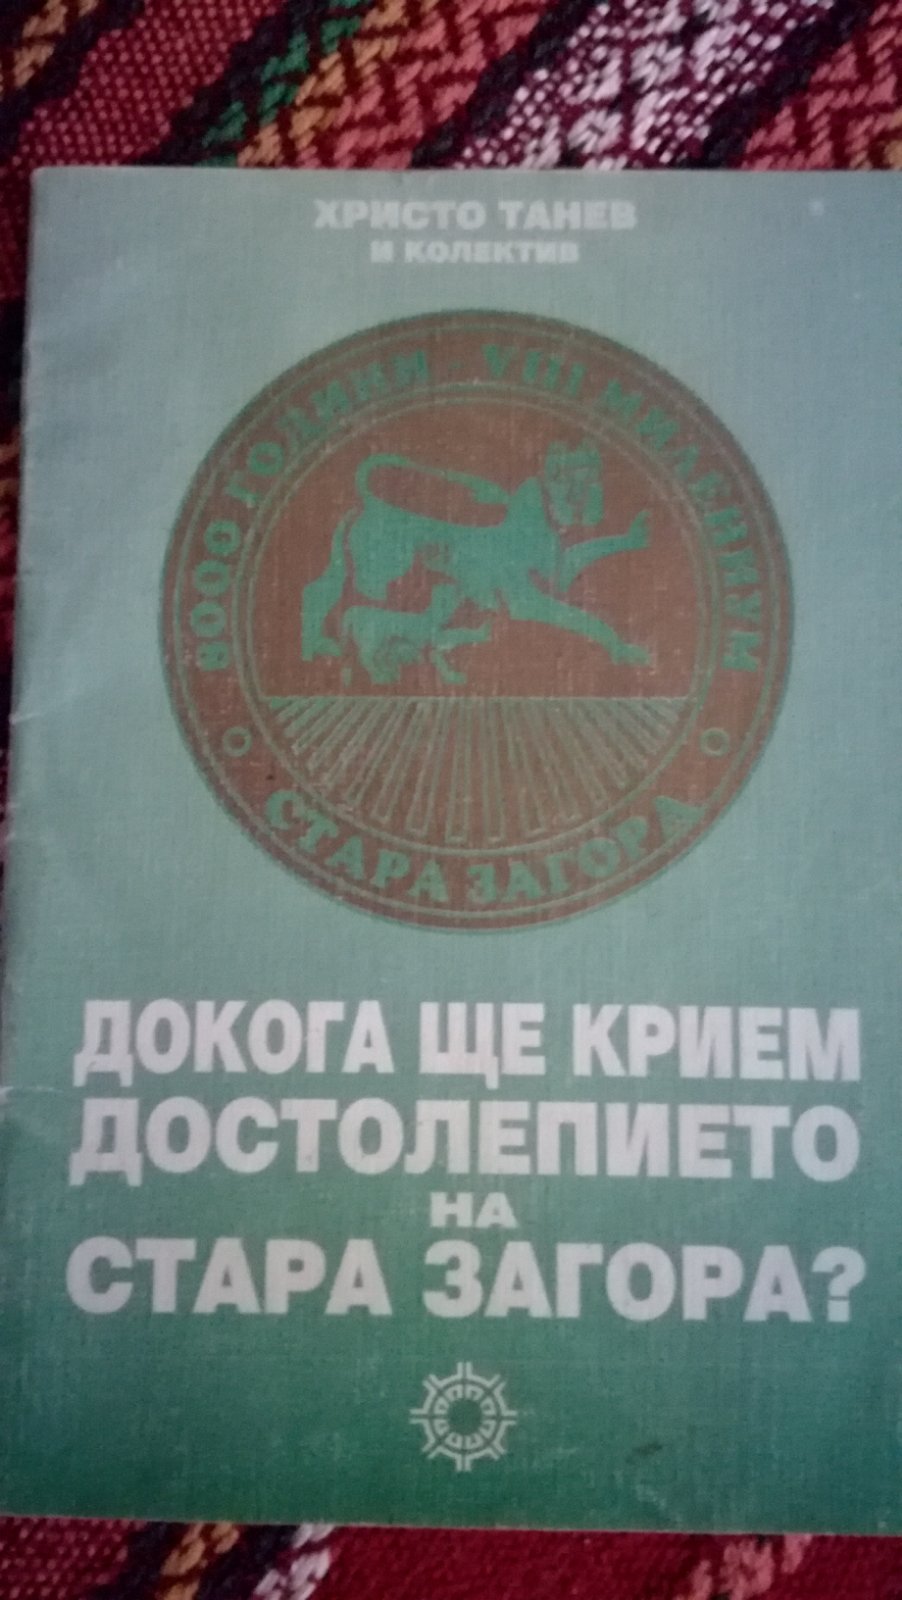 ХРИСТО ТАНЕВ
И КОЛЕКТИВ
8000 ГОДИНИ - VIII МИЛЕНИУМ
СТАРА ЗАГОРА
ДОКОГА ЩЕ КРИЕМ
ДОСТОЛЕПИЕТО
НА
СТАРА ЗАГОРА?